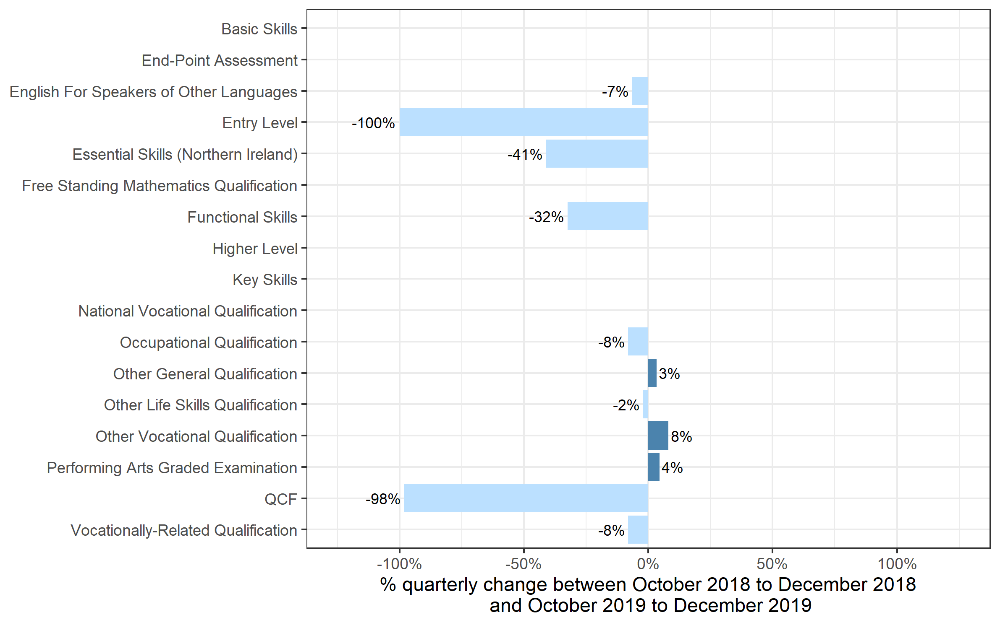 Basic Skills
End-Point Assessment
English For Speakers of Other Languages -7%
Entry Level -100%
Essential Skills (Northern Ireland) -41%
Free Standing Mathematics Qualification
Functional Skills -32%
Higher Level
Key Skills
National Vocational Qualification
Occupational Qualification -8%
Other General Qualification 3%
Other Life Skills Qualification -2%
Other Vocational Qualification 8%
Performing Arts Graded Examination 4%
QCF -98%
Vocationally-Related Qualification -8%
-100% -50% 0% 50% 100%
% quarterly change between October 2018 to December 2018
and October 2019 to December 2019